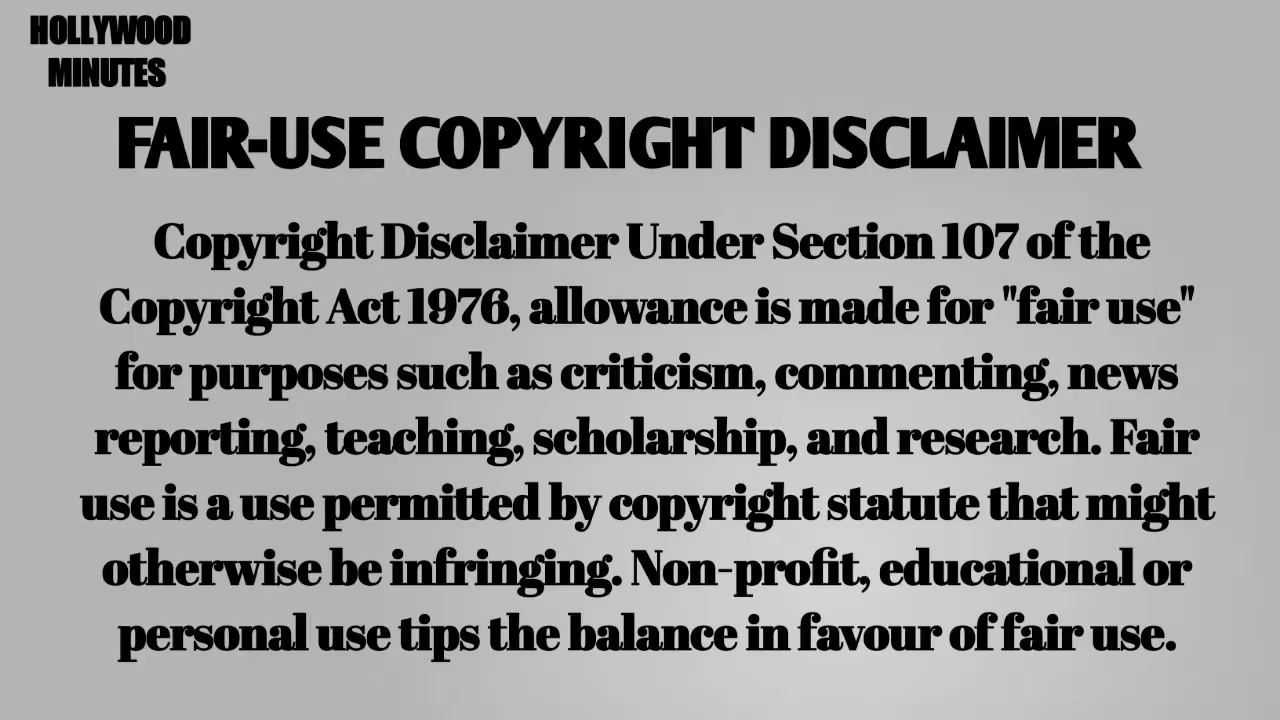 HOLLYWOOD
MINUTES
FAIR-USE COPYRIGHT DISCLAIMER
Copyright Disclaimer Under Section 107 of the
Copyright Act 1976, allowance is made for "fair use"
for purposes such as criticism, commenting, news
reporting, teaching, scholarship, and research. Fair
use is a use permitted by copyright statute that might
otherwise be infringing. Non-profit, educational or
personal use tips the balance in favour of fair use.